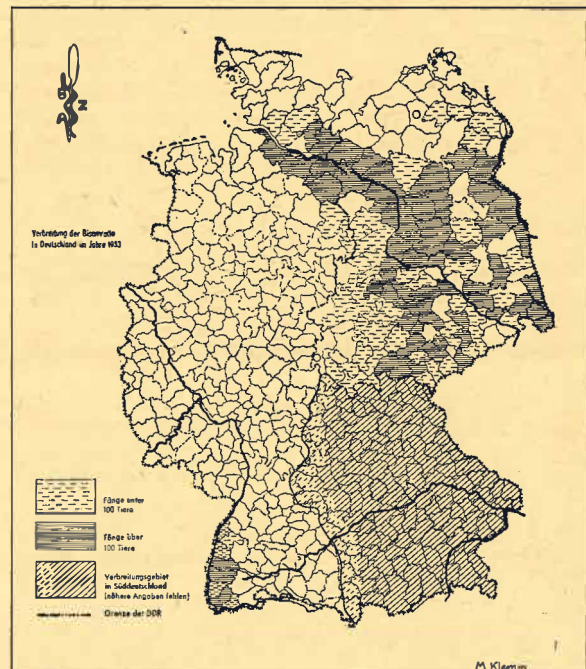 N
Verbreitung der Bisamratte
in Deutschland im Jahre 1953
Fänge unter
100 Tiere
Fänge über
100 Tiere
Verbreitungsgebiet
in Süddeutschland
(nähere Angaben fehlen)
Grenze der DDR
M. Klemm